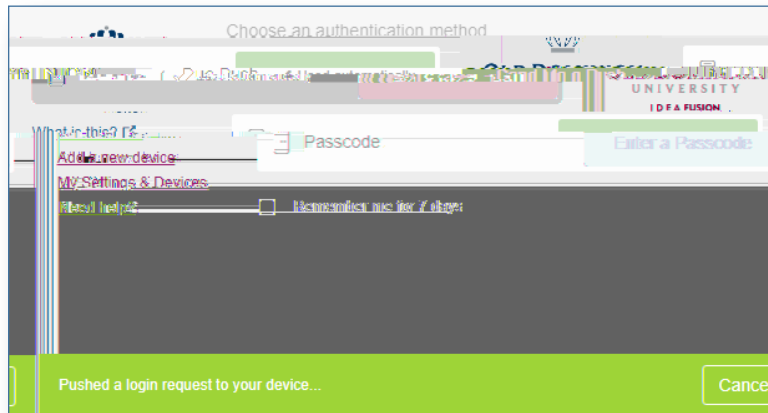 Choose an authentication method
UNIVERSITY
IDEA FUSION
What is this?
Passcode
Enter a Passcode
Add a new device
My Settings & Devices
Need help?
Remember me for 7 days
Pushed a login request to your device...
Cance